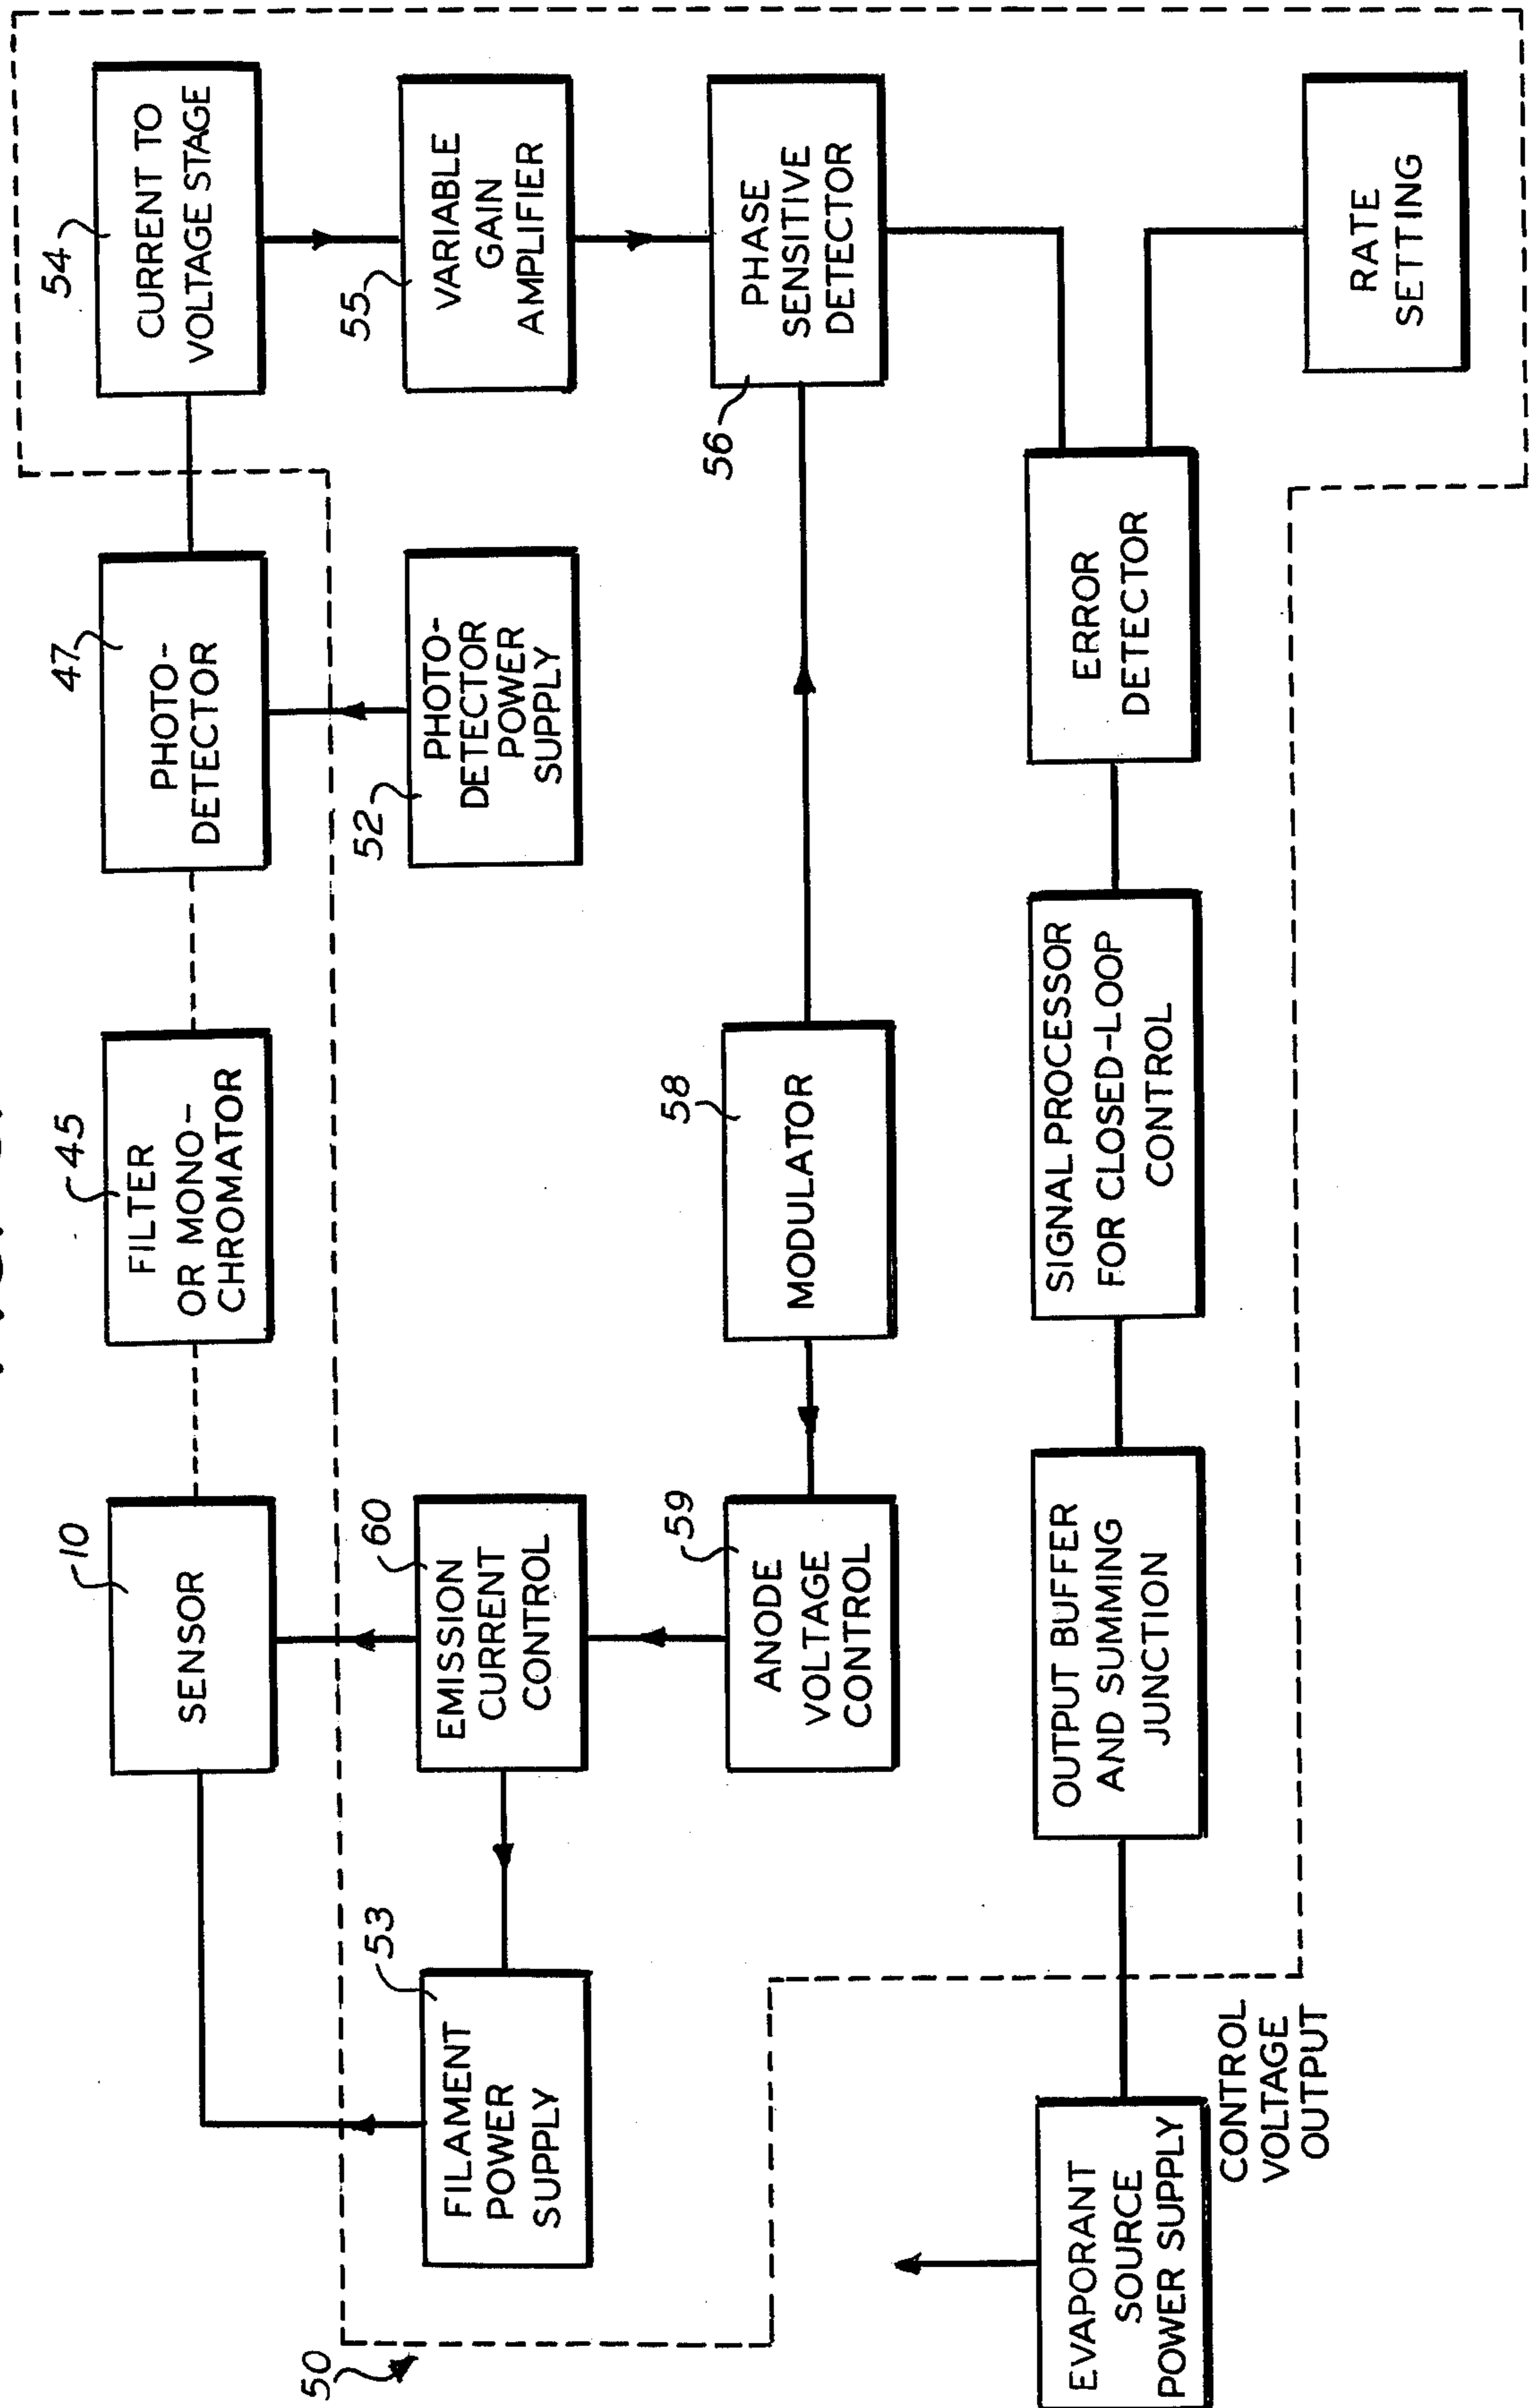 50
10
SENSOR
45
FILTER
OR MONO-
CHROMATOR
47
PHOTO-
DETECTOR
54
CURRENT TO
VOLTAGE STAGE
53
FILAMENT
POWER
SUPPLY
60
EMISSION
CURRENT
CONTROL
52
PHOTO-
DETECTOR
POWER
SUPPLY
55
VARIABLE
GAIN
AMPLIFIER
59
ANODE
VOLTAGE
CONTROL
58
MODULATOR
56
PHASE
SENSITIVE
DETECTOR
EVAPORANT
SOURCE
POWER SUPPLY
CONTROL
VOLTAGE
OUTPUT
OUTPUT BUFFER
AND SUMMING
JUNCTION
SIGNAL PROCESSOR
FOR CLOSED-LOOP
CONTROL
ERROR
DETECTOR
RATE
SETTING